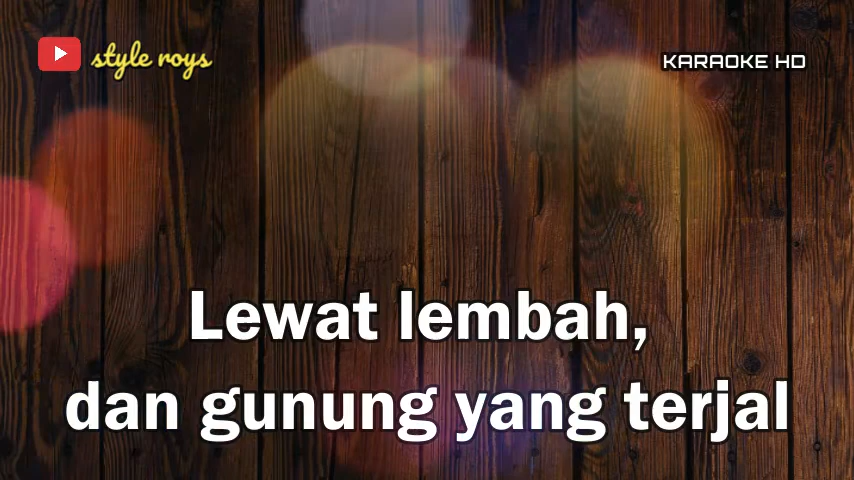 style roys
KARAOKE HD
Lewat lembah,
dan gunung yang terjal